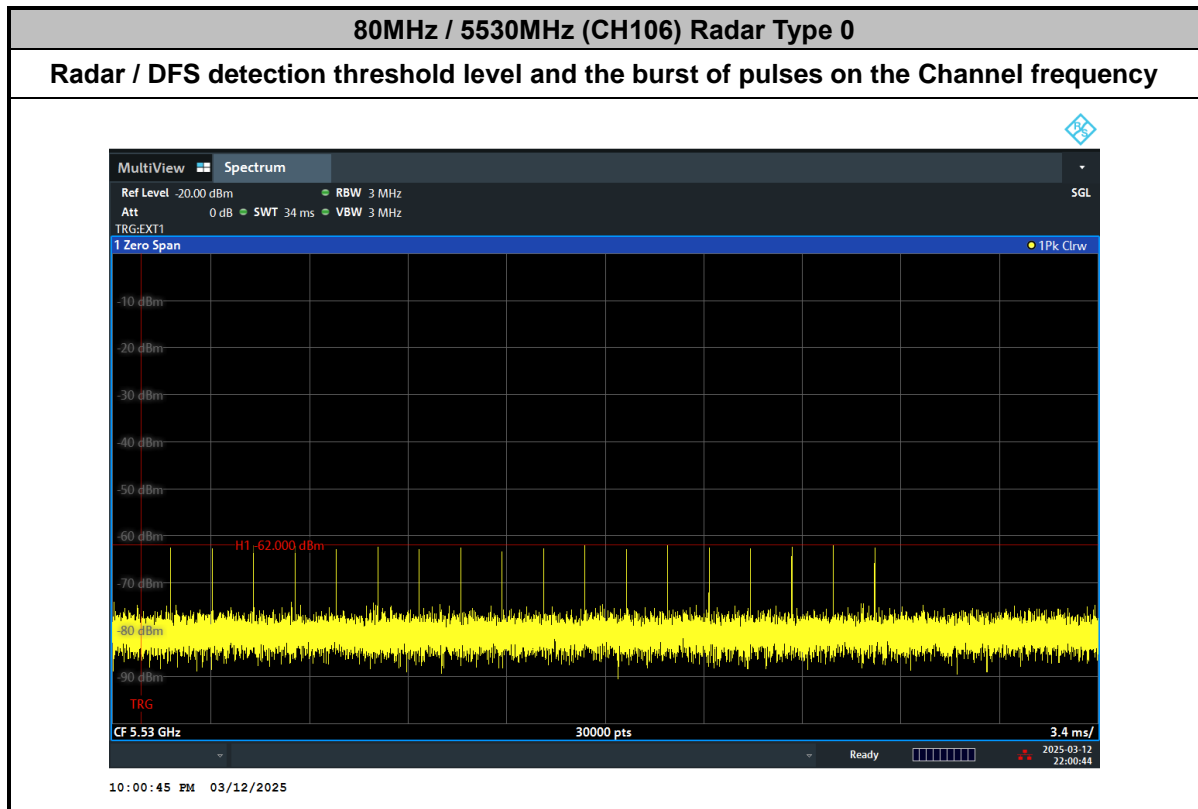 80MHz / 5530MHz (CH106) Radar Type 0
Radar / DFS detection threshold level and the burst of pulses on the Channel frequency
R S
MultiView Spectrum
Ref Level -20.00 dBm RBW 3 MHz SGL
Att 0 dB SWT 34 ms VBW 3 MHz
TRG:EXT1
1 Zero Span 1Pk Clrw
-10 dBm
-20 dBm
-30 dBm
-40 dBm
-50 dBm
-60 dBm
H1 -62.000 dBm
-70 dBm
-80 dBm
-90 dBm
TRG
CF 5.53 GHz 30000 pts 3.4 ms/
Ready 2025-03-12
22:00:44
10:00:45 PM 03/12/2025